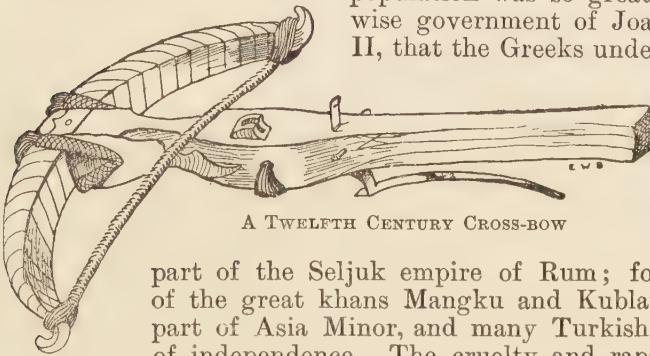 population was so great
wise government of Joa
II, that the Greeks unde
E W B
A TWELFTH CENTURY CROSS-BOW
part of the Seljuk empire of Rum; fo
of the great khans Mangku and Kubla
part of Asia Minor, and many Turkish
of independence. The cruelty and rap